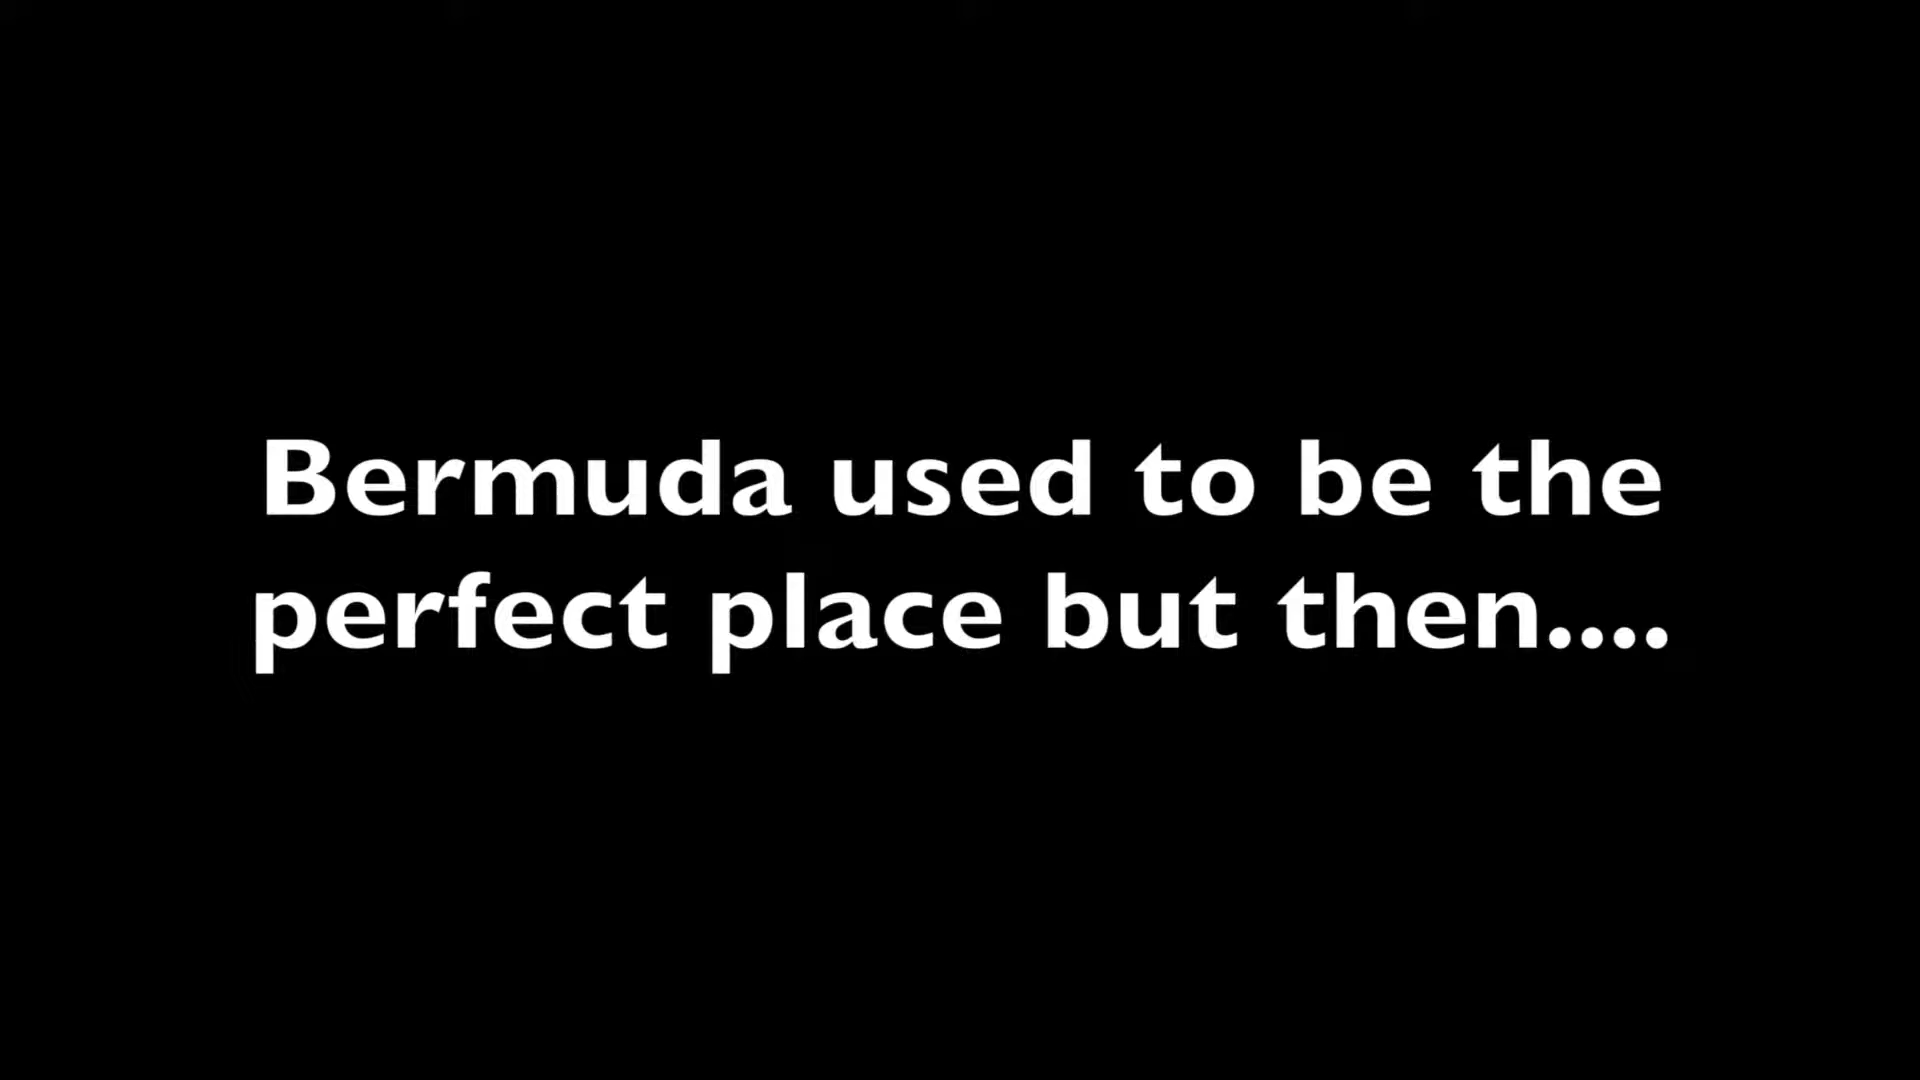 Bermuda used to be the
perfect place but then....